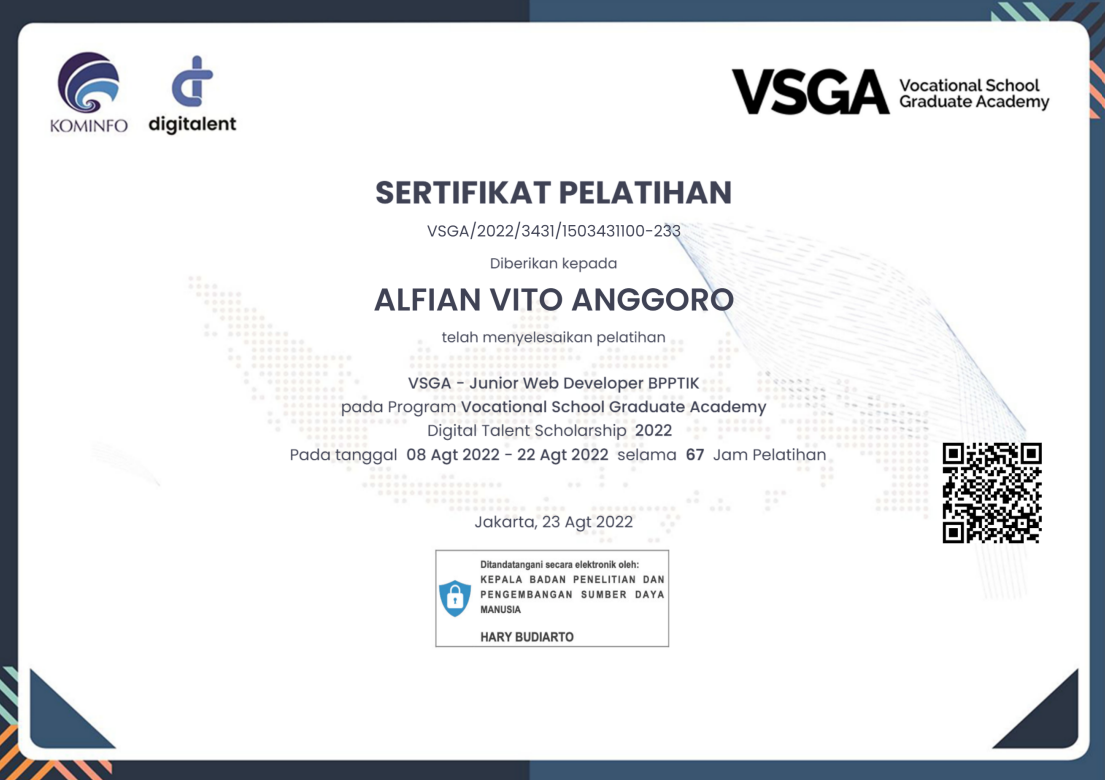 KOMINFO
digitalent
VSGA
Vocational School
Graduate Academy
SERTIFIKAT PELATIHAN
VSGA/2022/3431/1503431100-233
Diberikan kepada
ALFIAN VITO ANGGORO
telah menyelesaikan pelatihan
VSGA - Junior Web Developer BPPTIK
pada Program Vocational School Graduate Academy
Digital Talent Scholarship 2022
Pada tanggal 08 Agt 2022 - 22 Agt 2022 selama 67 Jam Pelatihan
Jakarta, 23 Agt 2022
Ditandatangani secara elektronik oleh:
KEPALA BADAN PENELITIAN DAN
PENGEMBANGAN SUMBER DAYA
MANUSIA
HARY BUDIARTO